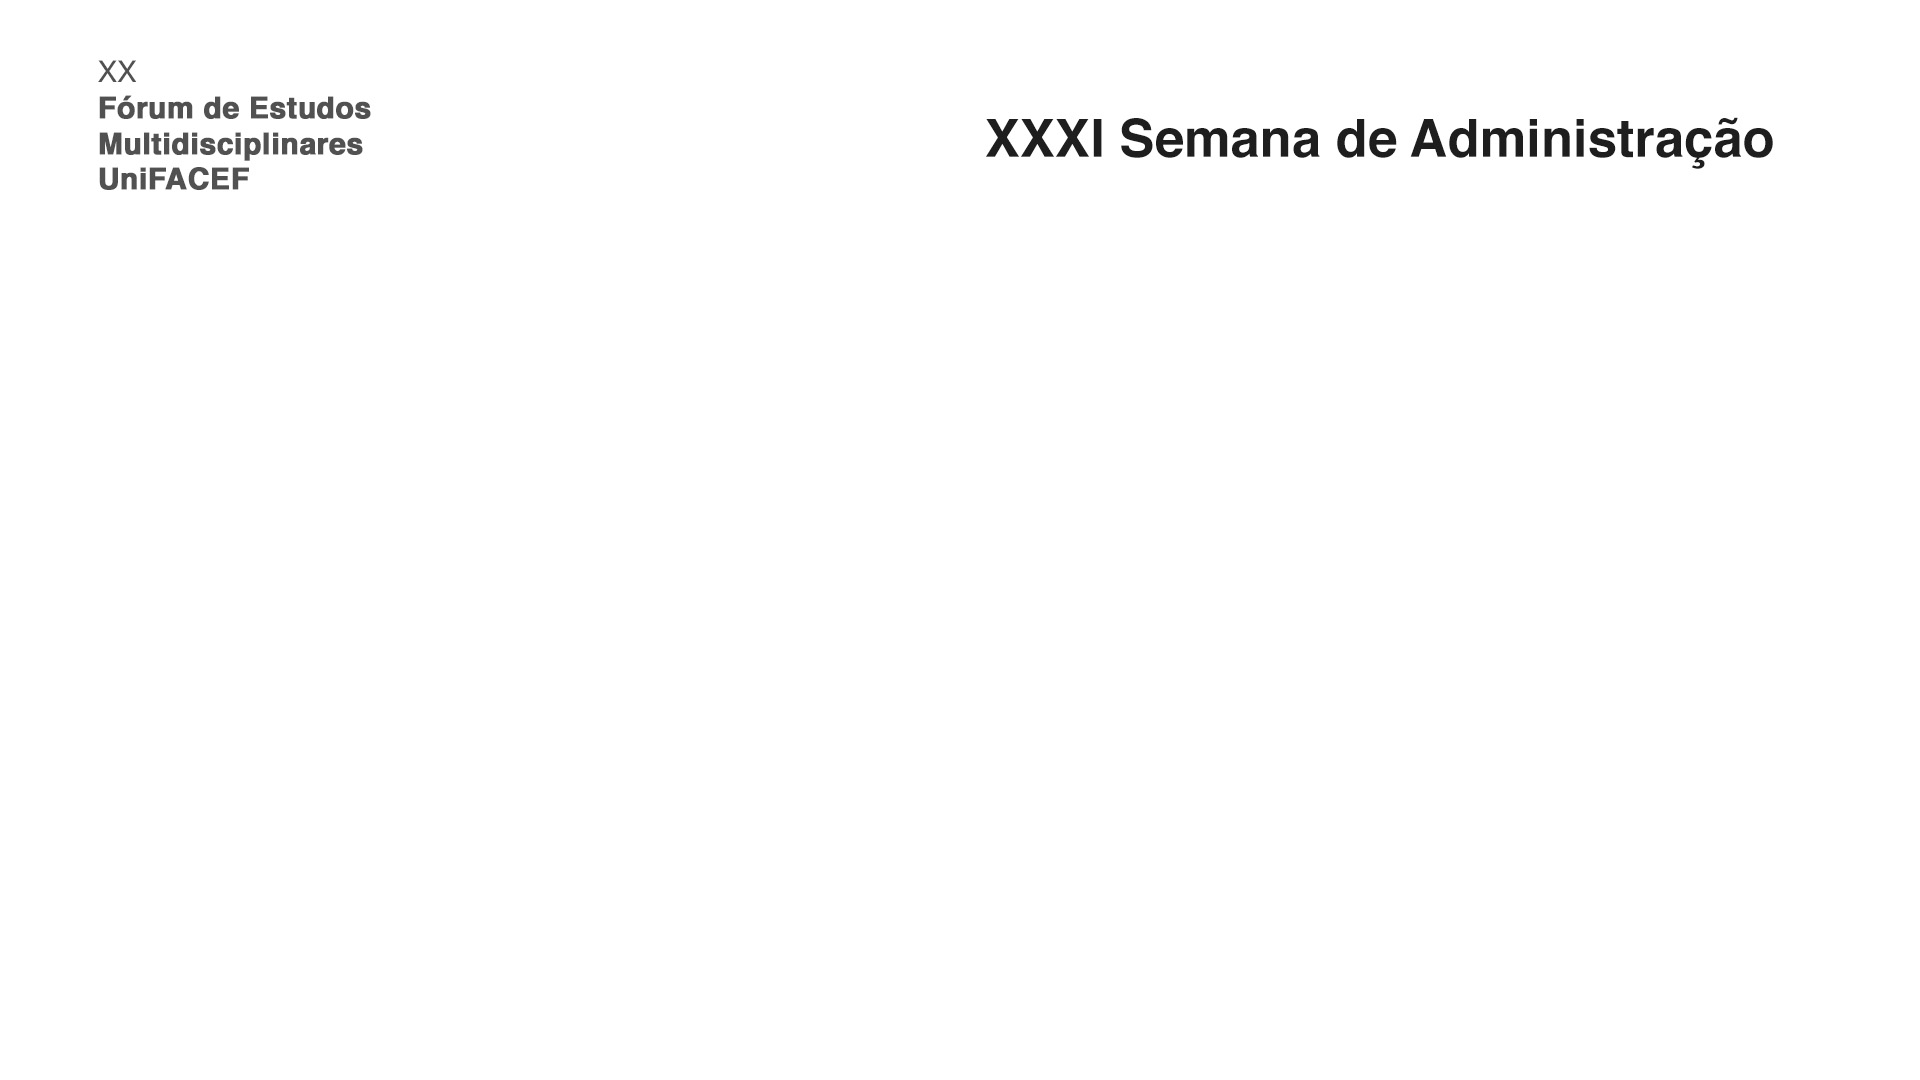 XX
Fórum de Estudos
Multidisciplinares
UniFACEF
XXXI Semana de Administração